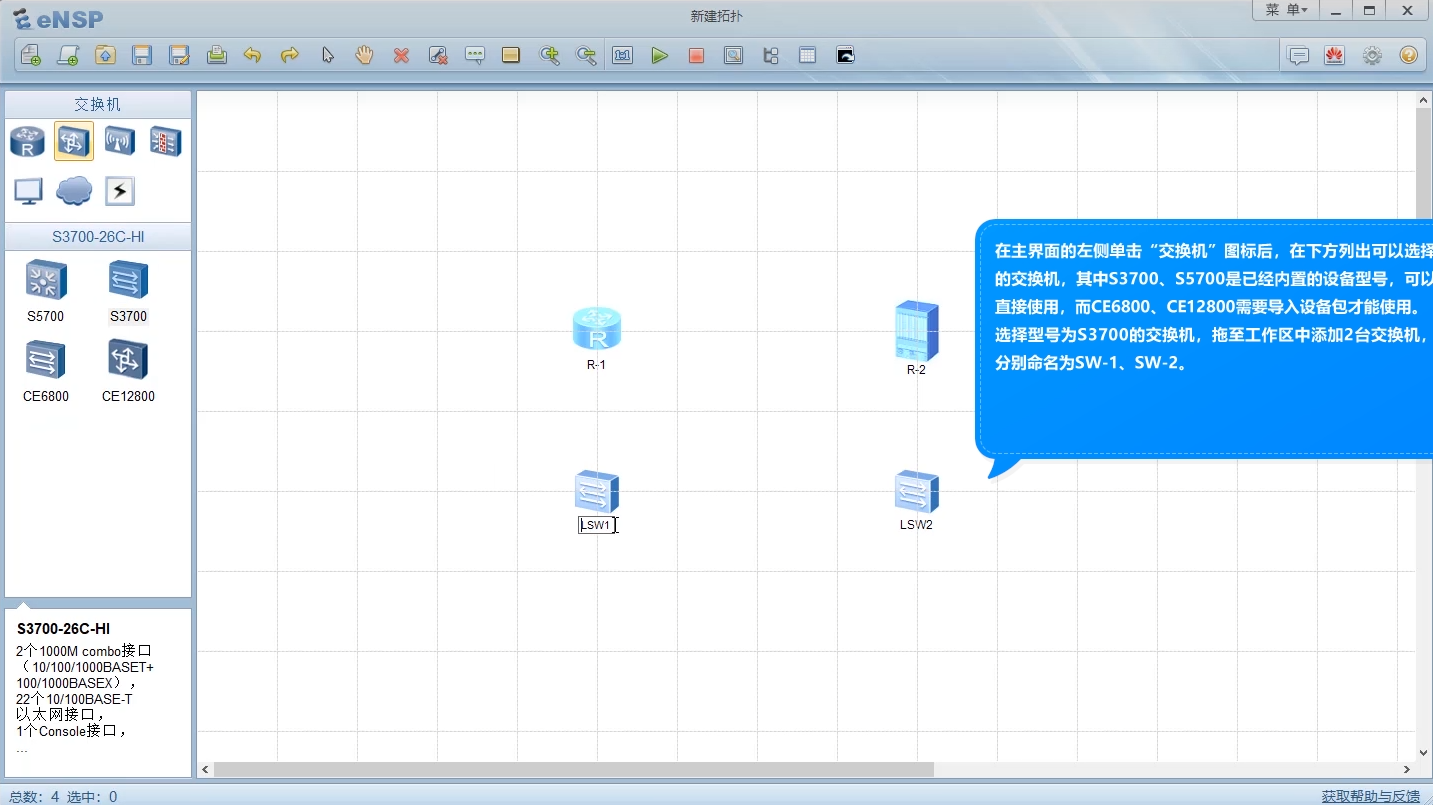 eNSP
新建拓扑
菜 单
交换机
R
S3700-26C-HI
S5700
S3700
CE6800
CE12800
R
R-1
R-2
LSW1
LSW2
在主界面的左侧单击“交换机”图标后，在下方列出可以选择
的交换机，其中S3700、S5700是已经内置的设备型号，可以
直接使用，而CE6800、CE12800需要导入设备包才能使用。
选择型号为S3700的交换机，拖至工作区中添加2台交换机，
分别命名为SW-1、SW-2。
S3700-26C-HI
2个1000M combo接口
（10/100/1000BASET+
100/1000BASEX），
22个10/100BASE-T
以太网接口，
1个Console接口，
...
总数：4 选中：0
获取帮助与反馈